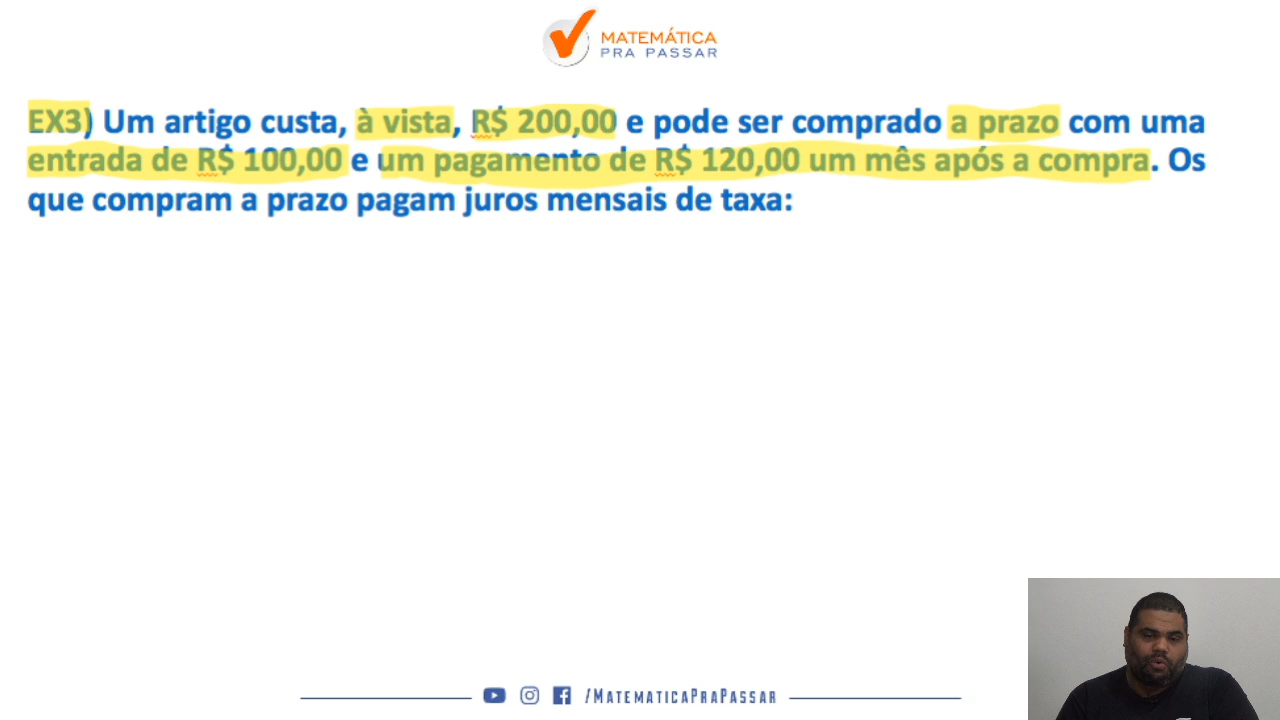 MATEMÁTICA
PRA PASSAR
EX3) Um artigo custa, à vista, R$ 200,00 e pode ser comprado a prazo com uma
entrada de R$ 100,00 e um pagamento de R$ 120,00 um mês após a compra. Os
que compram a prazo pagam juros mensais de taxa:
/MATEMATICAPRAPASSAR